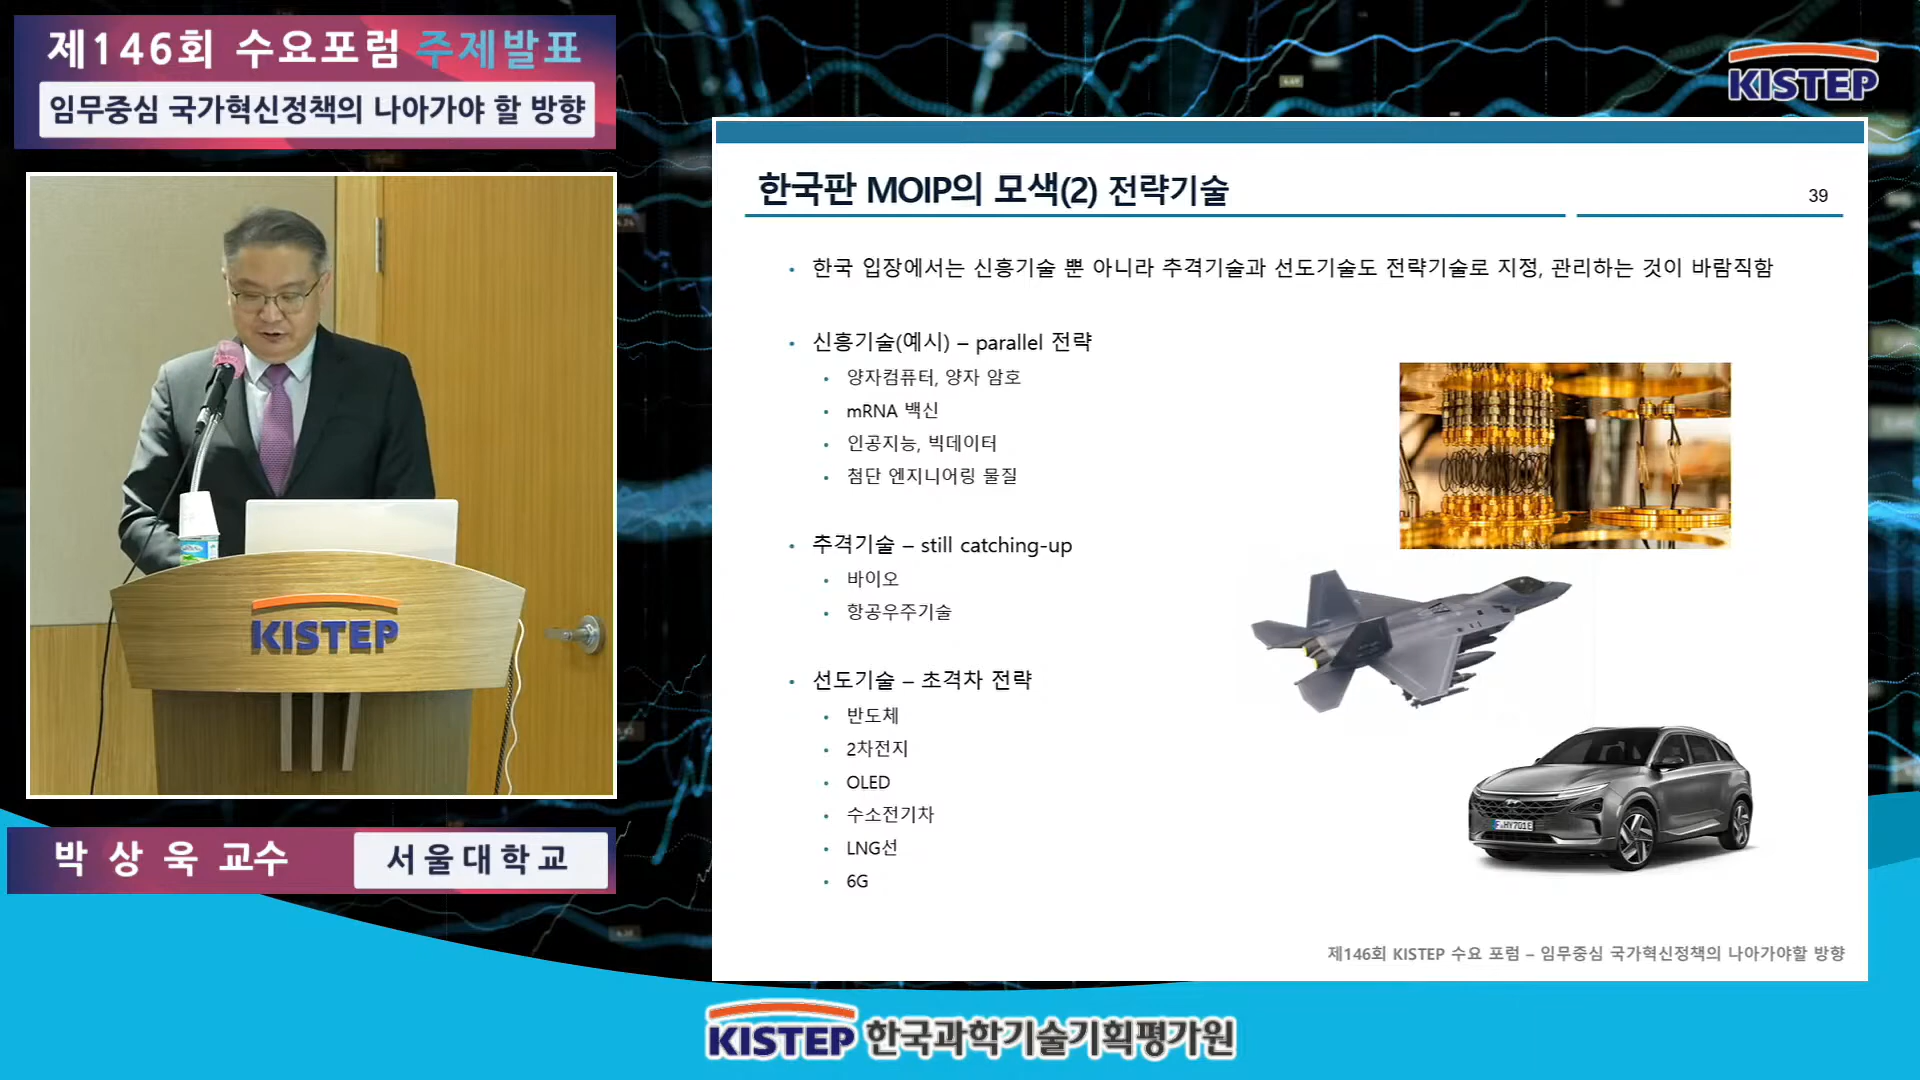 제146회 수요포럼 주제발표
임무중심 국가혁신정책의 나아가야 할 방향
KISTEP
한국판 MOIP의 모색(2) 전략기술
39
• 한국 입장에서는 신흥기술 뿐 아니라 추격기술과 선도기술도 전략기술로 지정, 관리하는 것이 바람직함
• 신흥기술(예시) – parallel 전략
• 양자컴퓨터, 양자 암호
• mRNA 백신
• 인공지능, 빅데이터
• 첨단 엔지니어링 물질
• 추격기술 – still catching-up
• 바이오
• 항공우주기술
• 선도기술 – 초격차 전략
• 반도체
• 2차전지
• OLED
• 수소전기차
• LNG선
• 6G
제146회 KISTEP 수요 포럼 – 임무중심 국가혁신정책의 나아가야할 방향
KISTEP
박상욱 교수
서울대학교
KISTEP 한국과학기술기획평가원